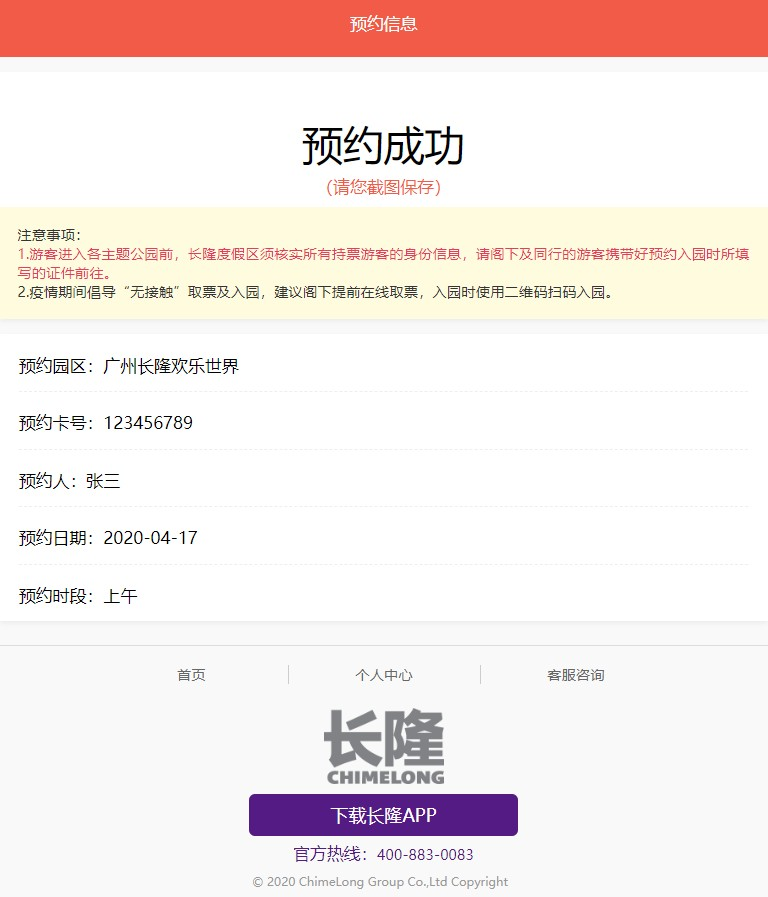 预约信息
预约成功
（请您截图保存）
注意事项：
1.游客进入各主题公园前，长隆度假区须核实所有持票游客的身份信息，请阁下及同行的游客携带好预约入园时所填
写的证件前往。
2.疫情期间倡导“无接触”取票及入园，建议阁下提前在线取票，入园时使用二维码扫码入园。
预约园区：广州长隆欢乐世界
预约卡号：123456789
预约人：张三
预约日期：2020-04-17
预约时段：上午
首页
个人中心
客服咨询
长隆
CHIMELONG
下载长隆APP
官方热线：400-883-0083
© 2020 ChimeLong Group Co.,Ltd Copyright